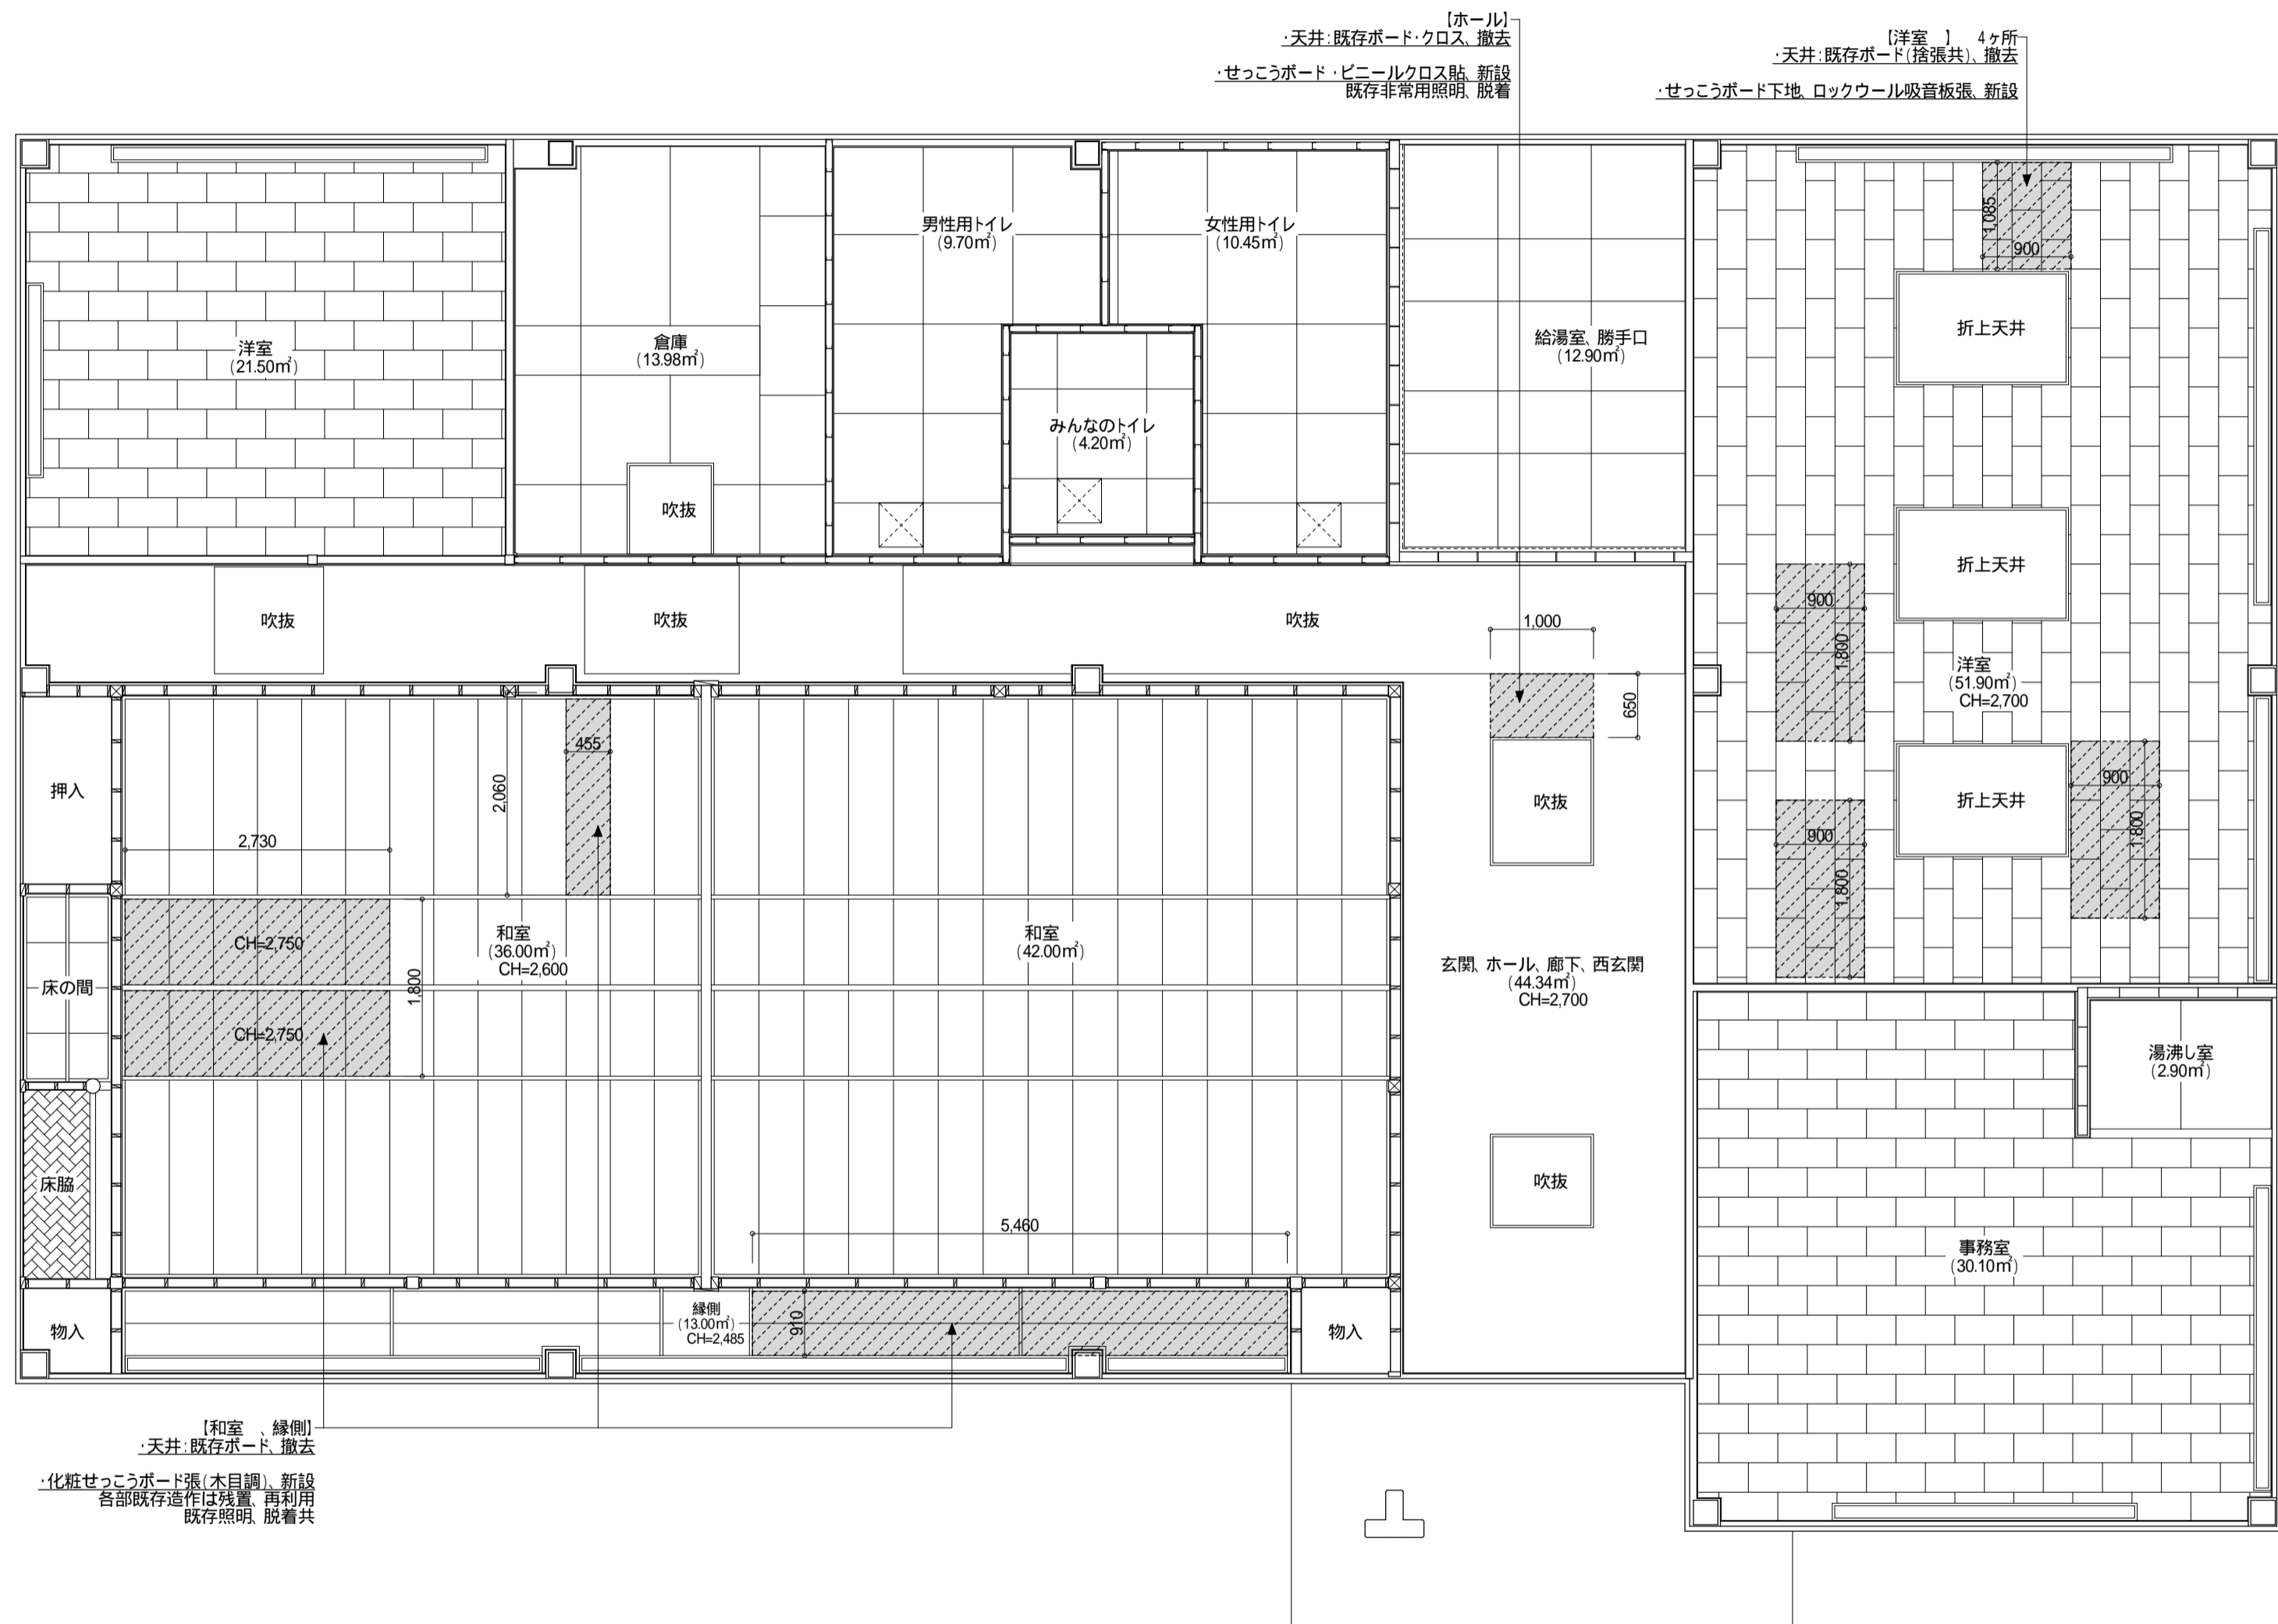 【ホール】
・天井:既存ボード・クロス、撤去
・せっこうボード・ビニールクロス貼、新設
既存非常用照明、脱着
【洋室　】　4ヶ所
・天井:既存ボード(捨張共)、撤去
・せっこうボード下地、ロックウール吸音板張、新設
洋室
(21.50㎡)
倉庫
(13.98㎡)
吹抜
男性用トイレ
(9.70㎡)
女性用トイレ
(10.45㎡)
みんなのトイレ
(4.20㎡)
給湯室、勝手口
(12.90㎡)
1,085
900
折上天井
折上天井
折上天井
900
1,800
洋室
(51.90㎡)
CH=2,700
900
1,800
900
1,800
吹抜
吹抜
吹抜
1,000
650
吹抜
押入
455
2,060
2,730
CH=2,750
CH=2,750
1,800
和室
(36.00㎡)
CH=2,600
和室
(42.00㎡)
玄関、ホール、廊下、西玄関
(44.34㎡)
CH=2,700
床の間
床脇
吹抜
湯沸し室
(2.90㎡)
事務室
(30.10㎡)
5,460
物入
縁側
(13.00㎡)
CH=2,485
910
物入
【和室　、縁側】
・天井:既存ボード、撤去
・化粧せっこうボード張(木目調)、新設
各部既存造作は残置、再利用
既存照明、脱着共